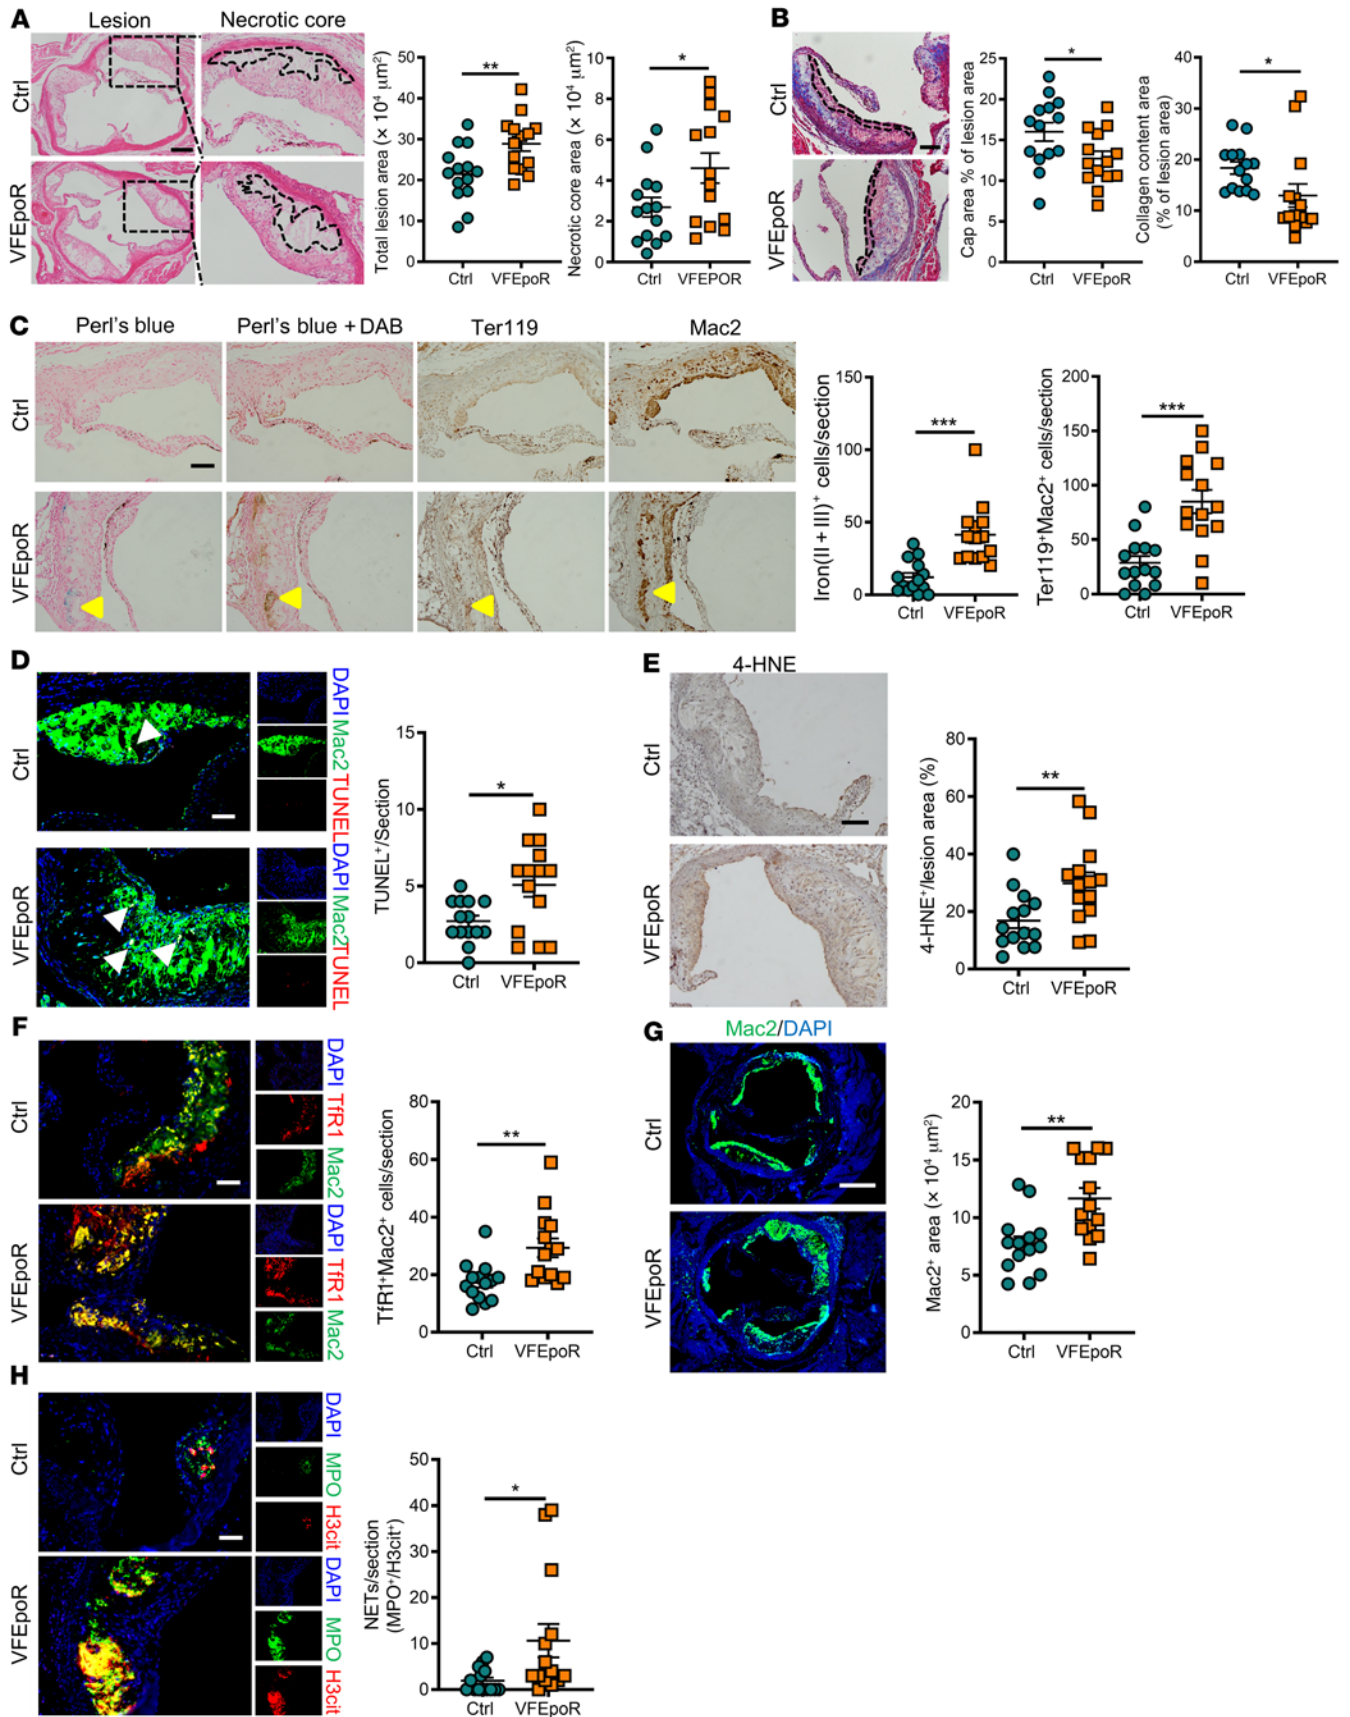 A
Lesion
Necrotic core
Ctrl
VFEpoR
Total lesion area (× 10⁴ μm²)
50
40
30
20
10
0
**
Ctrl
VFEpoR
Necrotic core area (× 10⁴ μm²)
10
8
6
4
2
0
*
Ctrl
VFEPOR
B
Ctrl
VFEpoR
Cap area % of lesion area
25
20
15
10
5
0
*
Ctrl
VFEpoR
Collagen content area
(% of lesion area)
40
30
20
10
0
*
Ctrl
VFEpoR
C
Perl's blue
Perl's blue + DAB
Ter119
Mac2
Ctrl
VFEpoR
Iron(II + III)⁺ cells/section
150
100
50
0
***
Ctrl
VFEpoR
Ter119⁺Mac2⁺ cells/section
200
150
100
50
0
***
Ctrl
VFEpoR
D
Ctrl
VFEpoR
DAPI Mac2 TUNEL
DAPI Mac2 TUNEL
TUNEL⁺/Section
15
10
5
0
*
Ctrl
VFEpoR
E
4-HNE
Ctrl
VFEpoR
4-HNE⁺/lesion area (%)
80
60
40
20
0
**
Ctrl
VFEpoR
F
Ctrl
VFEpoR
DAPI TfR1 Mac2
DAPI TfR1 Mac2
TfR1⁺Mac2⁺ cells/section
80
60
40
20
0
**
Ctrl
VFEpoR
G
Mac2/DAPI
Ctrl
VFEpoR
Mac2⁺ area (× 10⁴ μm²)
20
15
10
5
0
**
Ctrl
VFEpoR
H
Ctrl
VFEpoR
DAPI MPO H3cit
DAPI MPO H3cit
NETs/section
(MPO⁺/H3cit⁺)
50
40
30
20
10
0
*
Ctrl
VFEpoR